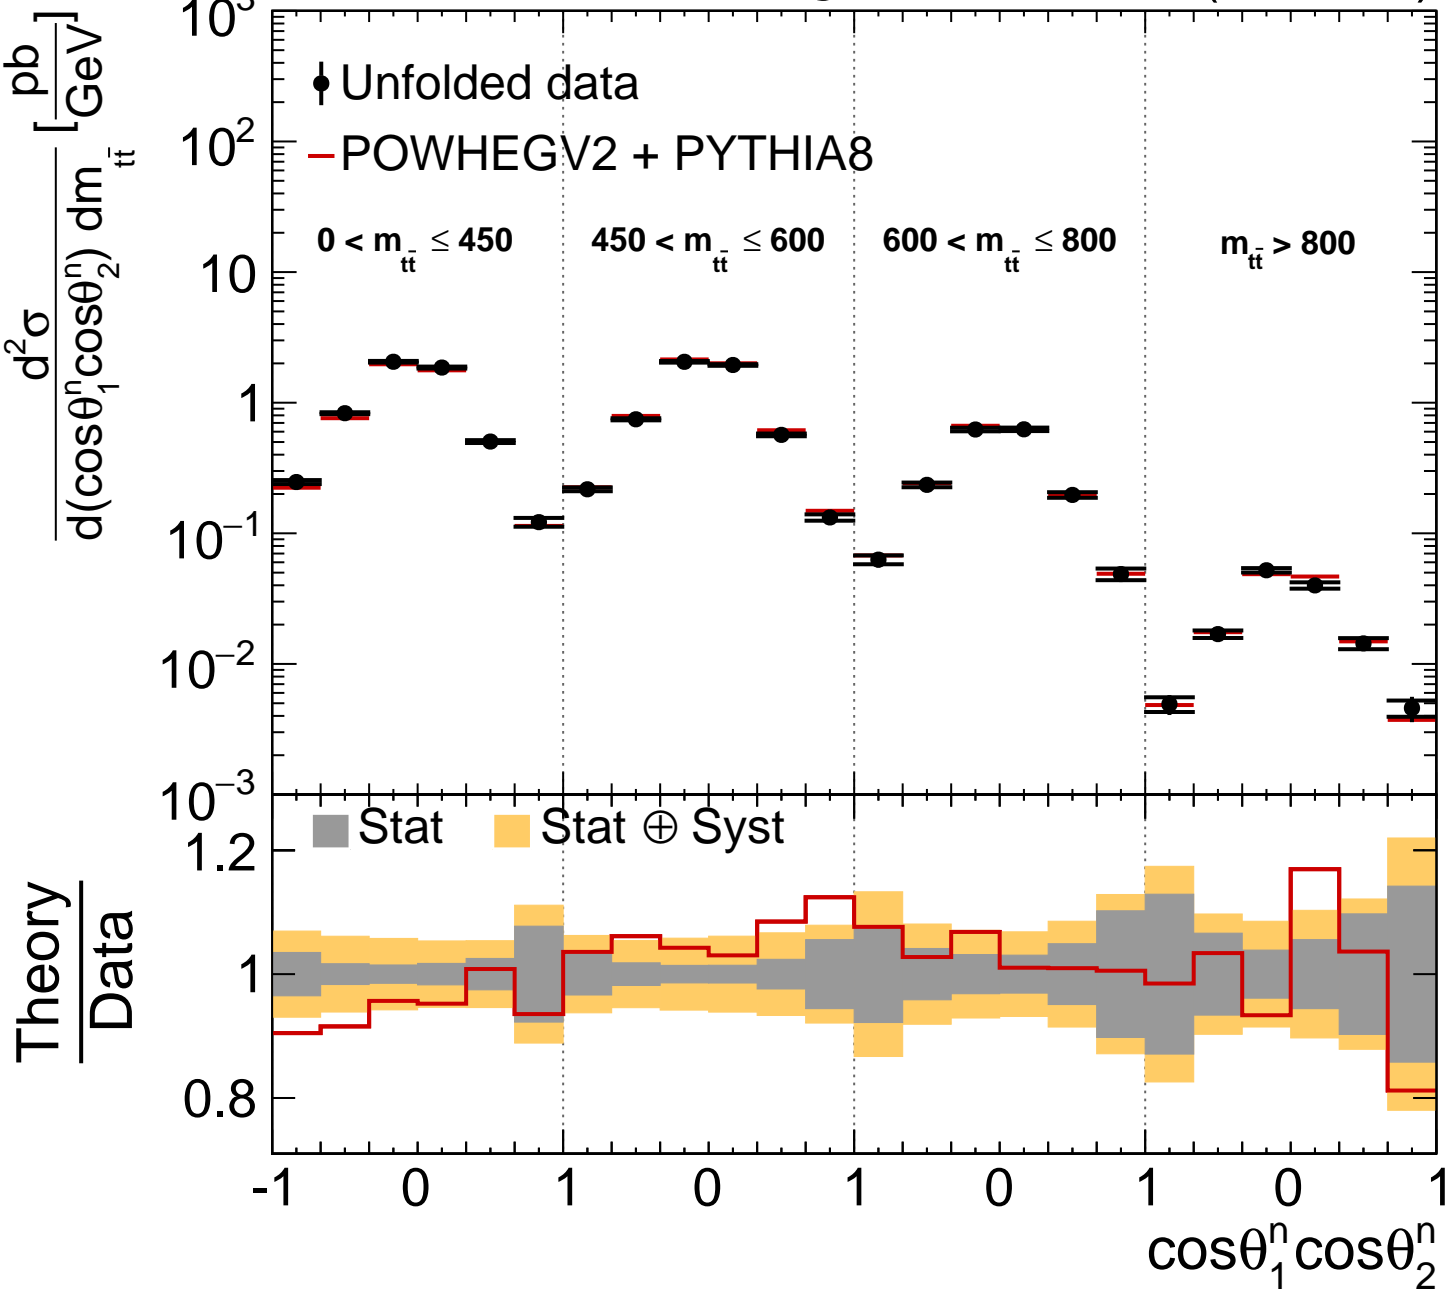 10³
d²σ
d(cosθ₁ⁿcosθ₂ⁿ) dm_tt̄ [pb/GeV]
Unfolded data
10²
POWHEGV2 + PYTHIA8
0 < m_tt̄ ≤ 450 450 < m_tt̄ ≤ 600 600 < m_tt̄ ≤ 800 m_tt̄ > 800
10
1
10⁻¹
10⁻²
10⁻³
Stat Stat ⊕ Syst
1.2
Theory
Data
1
0.8
-1 0 1 0 1 0 1 0 1
cosθ₁ⁿcosθ₂ⁿ